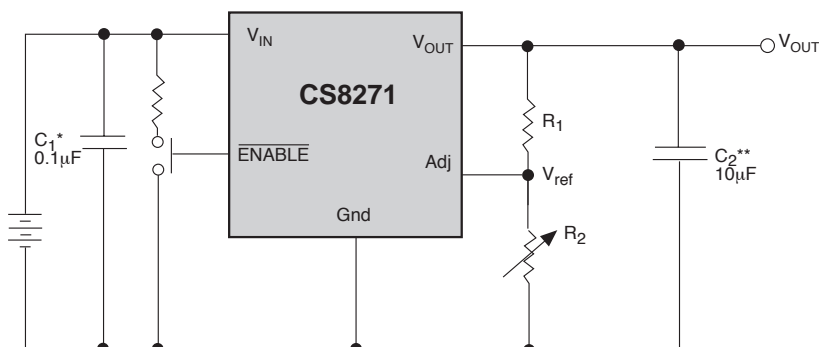 V_IN
V_OUT
V_OUT
CS8271
C_1*
0.1µF
R_1
ENABLE
Adj
V_ref
C_2**
10µF
Gnd
R_2